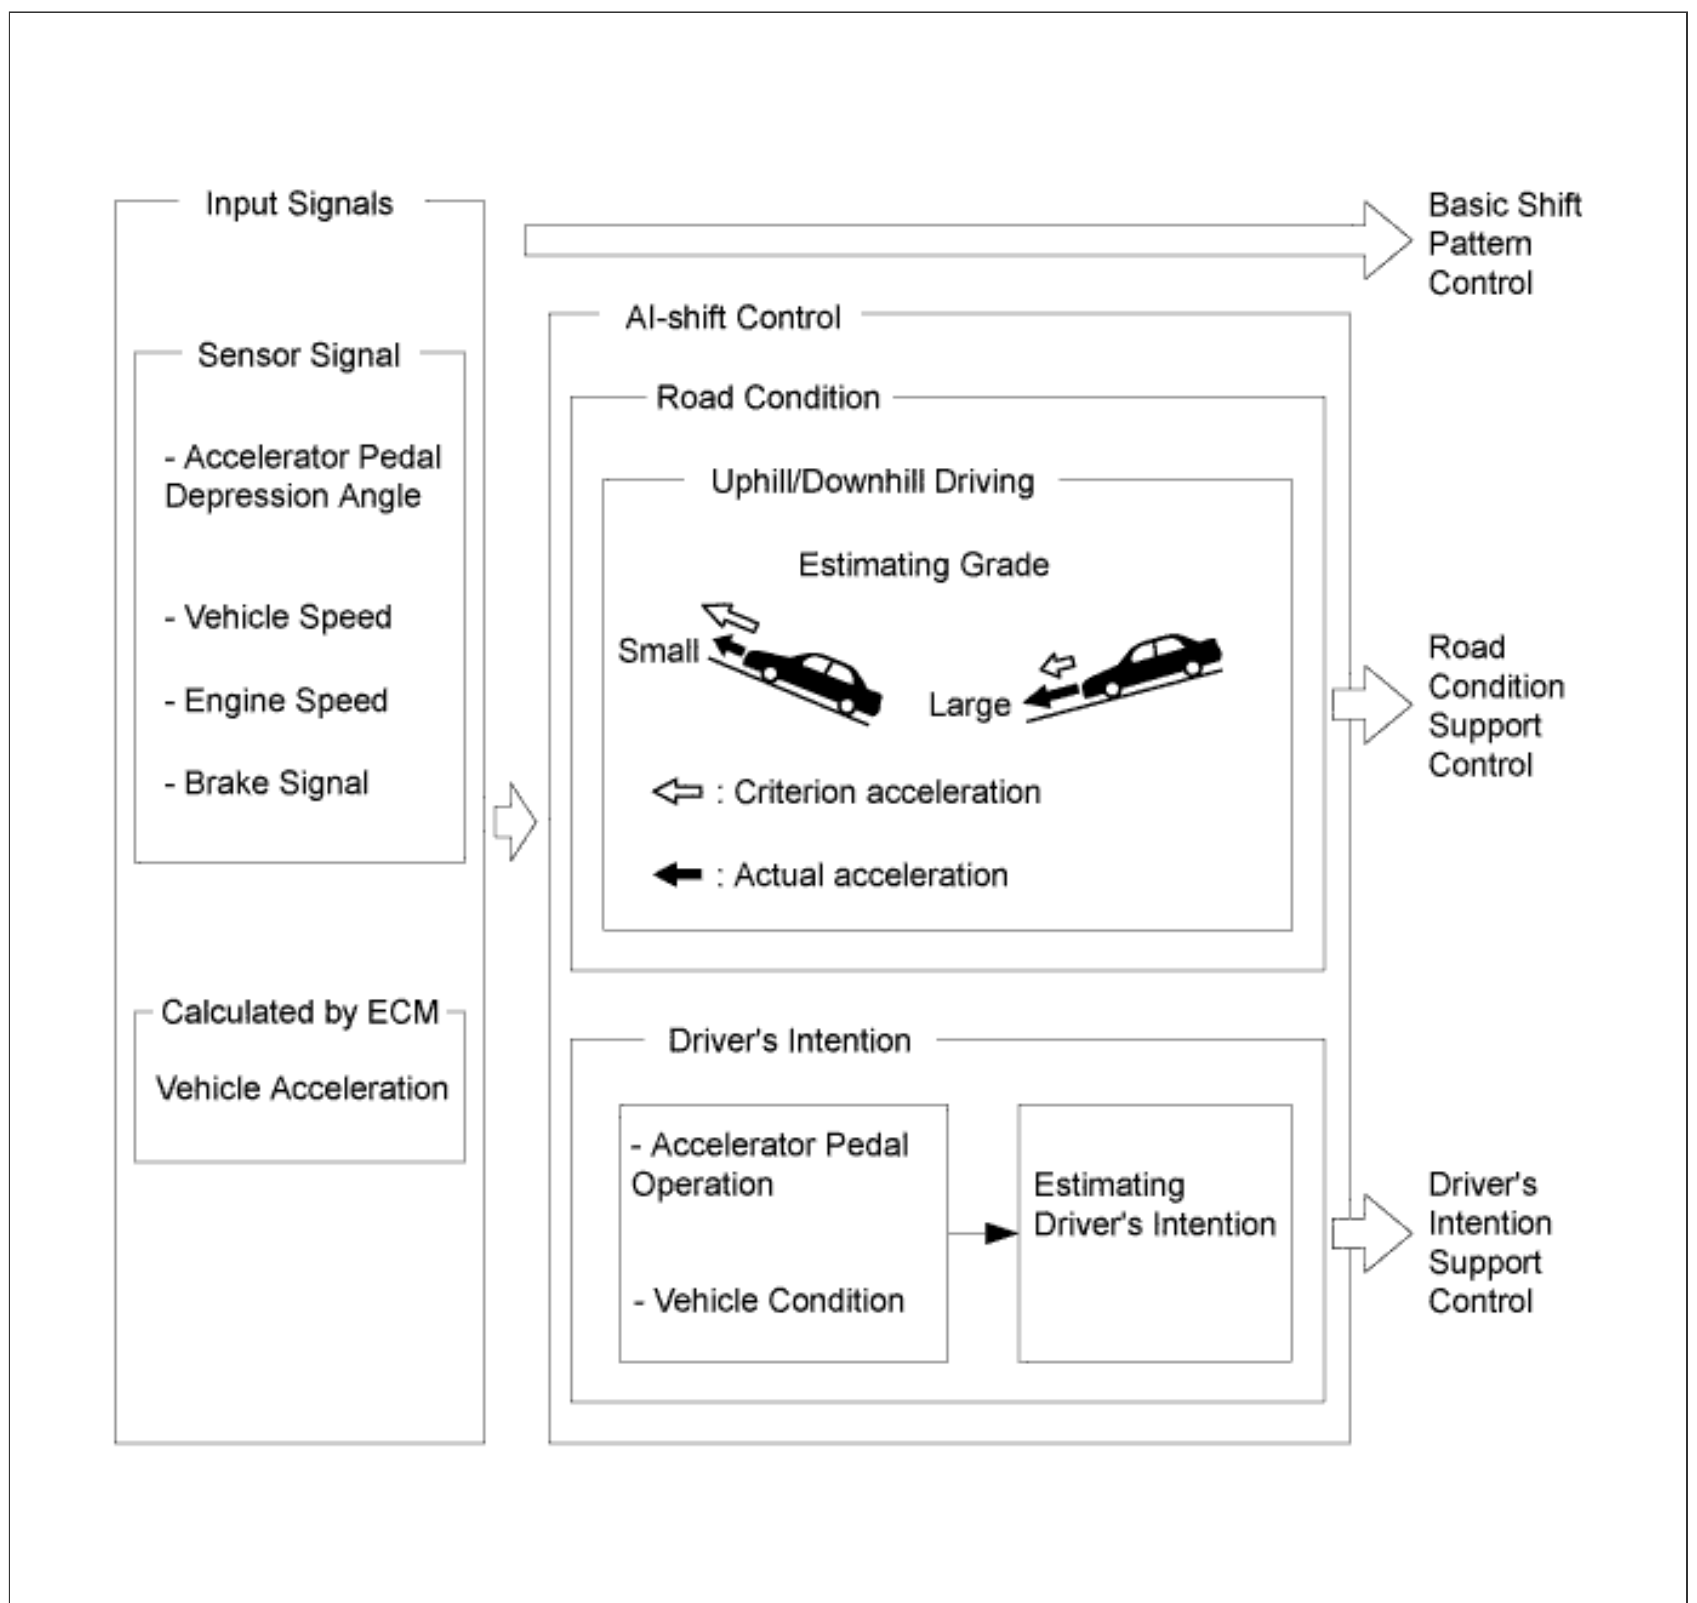 Input Signals
Sensor Signal
- Accelerator Pedal
Depression Angle
- Vehicle Speed
- Engine Speed
- Brake Signal
Calculated by ECM
Vehicle Acceleration
Basic Shift
Pattern
Control
AI-shift Control
Road Condition
Uphill/Downhill Driving
Estimating Grade
Small
Large
: Criterion acceleration
: Actual acceleration
Road
Condition
Support
Control
Driver's Intention
- Accelerator Pedal
Operation
- Vehicle Condition
Estimating
Driver's Intention
Driver's
Intention
Support
Control